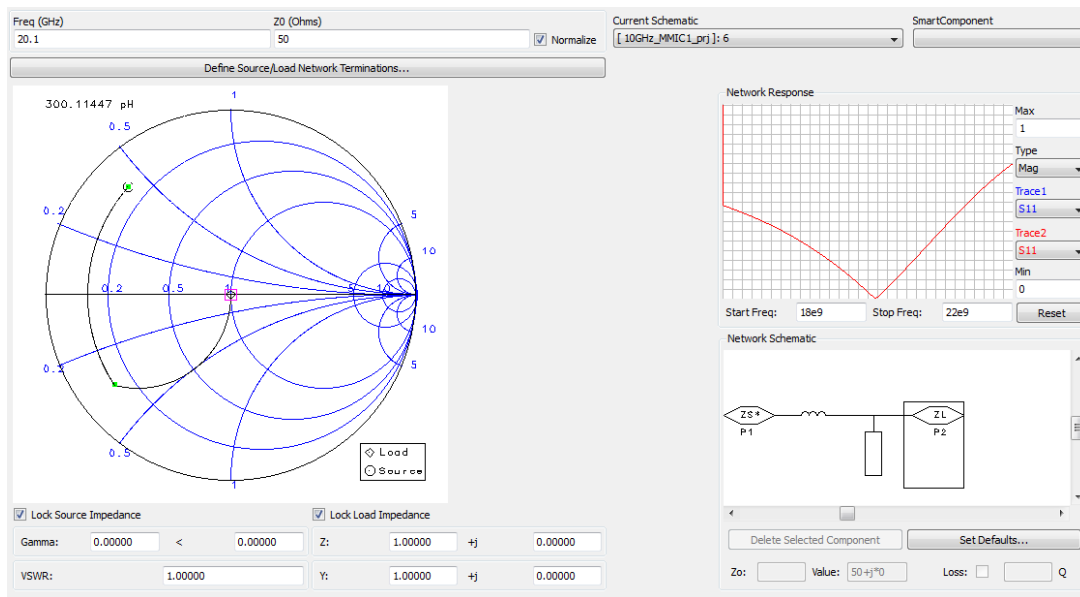 Freq (GHz) Z0 (Ohms) Current Schematic SmartComponent
20.1 50 Normalize [ 10GHz_MMIC1_prj ]: 6
Define Source/Load Network Terminations...
300.11447 pH
1
0.5
0.2
5
10
0.2 0.5 1 5 10
10
5
0.2
0.5
1
Load
Source
Network Response
Max
1
Type
Mag
Trace1
S11
Trace2
S11
Min
0
Start Freq: 18e9 Stop Freq: 22e9 Reset
Network Schematic
ZS* ZL
P1 P2
Lock Source Impedance Lock Load Impedance
Gamma: 0.00000 < 0.00000 Z: 1.00000 +j 0.00000
VSWR: 1.00000 Y: 1.00000 +j 0.00000
Delete Selected Component Set Defaults...
Zo: Value: 50+j*0 Loss: Q